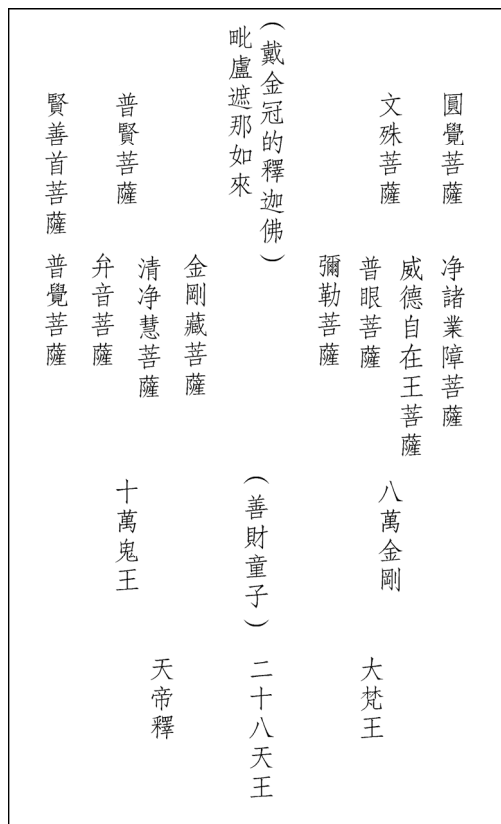 圓覺菩薩
文殊菩薩
(戴金冠的釋迦佛)
毗盧遮那如來
普賢菩薩
賢善首菩薩
净諸業障菩薩
威德自在王菩薩
普眼菩薩
彌勒菩薩
金剛藏菩薩
清净慧菩薩
弁音菩薩
普覺菩薩
八萬金剛
(善財童子)
十萬鬼王
大梵王
二十八天王
天帝釋